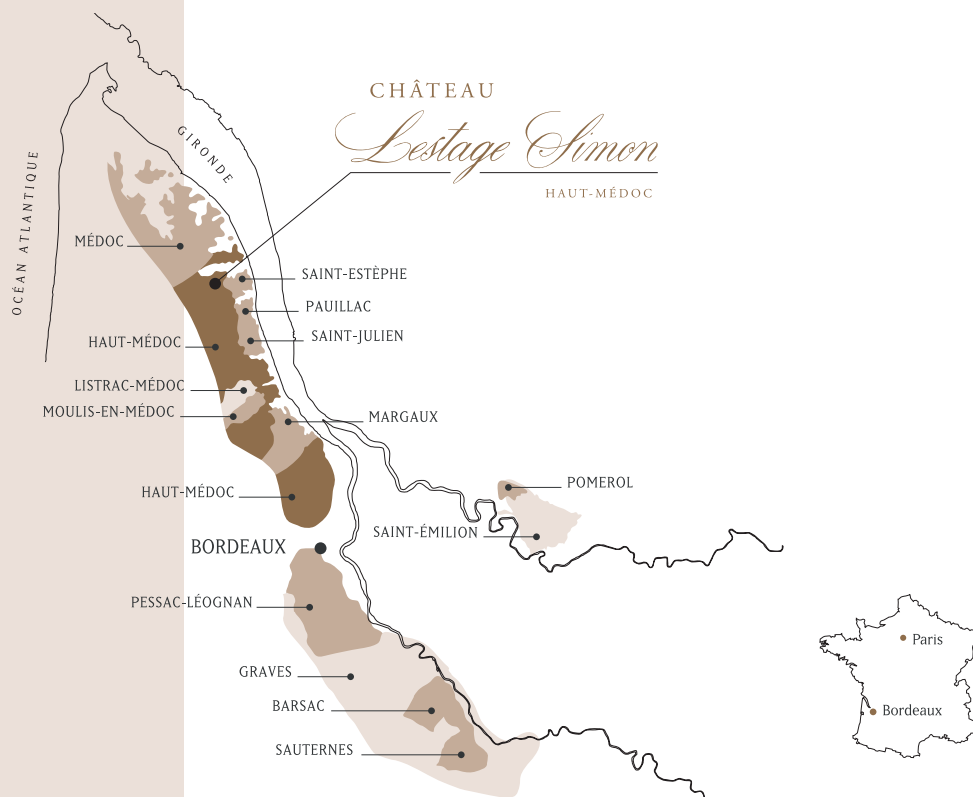 CHÂTEAU
Lestage Simon
HAUT-MÉDOC
GIRONDE
OCÉAN ATLANTIQUE
MÉDOC
SAINT-ESTÈPHE
PAUILLAC
SAINT-JULIEN
HAUT-MÉDOC
LISTRAC-MÉDOC
MOULIS-EN-MÉDOC
MARGAUX
HAUT-MÉDOC
POMEROL
SAINT-ÉMILION
BORDEAUX
PESSAC-LÉOGNAN
GRAVES
BARSAC
SAUTERNES
Paris
Bordeaux